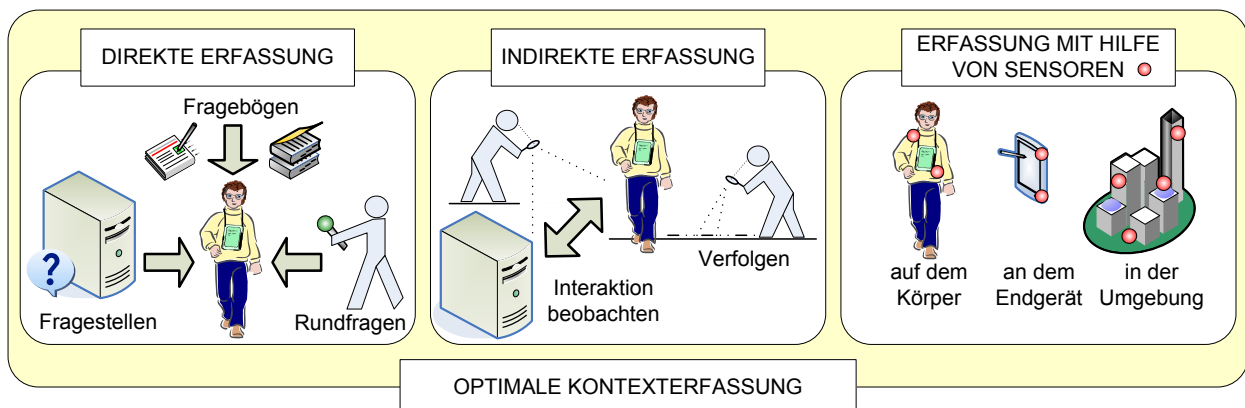 DIREKTE ERFASSUNG
Fragebögen
?
Fragestellen
Rundfragen
INDIREKTE ERFASSUNG
Interaktion
beobachten
Verfolgen
ERFASSUNG MIT HILFE
VON SENSOREN
auf dem
Körper
an dem
Endgerät
in der
Umgebung
OPTIMALE KONTEXTERFASSUNG